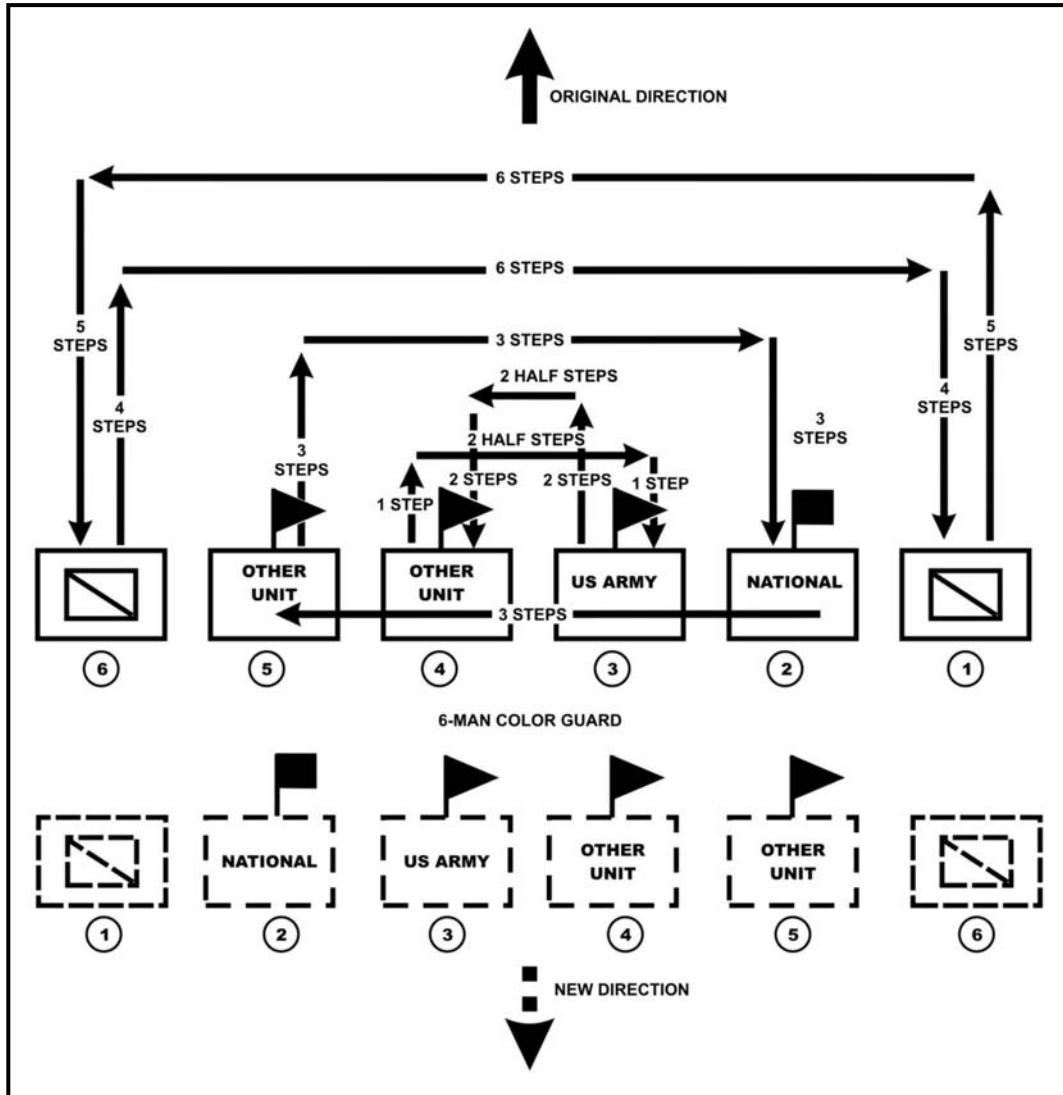 ORIGINAL DIRECTION
6 STEPS
6 STEPS
5
STEPS
4
STEPS
3 STEPS
5
STEPS
4
STEPS
2 HALF STEPS
3
STEPS
2 HALF STEPS
3
STEPS
1 STEP
2 STEPS
2 STEPS
1 STEP
OTHER
UNIT
OTHER
UNIT
US ARMY
NATIONAL
3 STEPS
6
5
4
3
2
1
6-MAN COLOR GUARD
NATIONAL
US ARMY
OTHER
UNIT
OTHER
UNIT
1
2
3
4
5
6
NEW DIRECTION